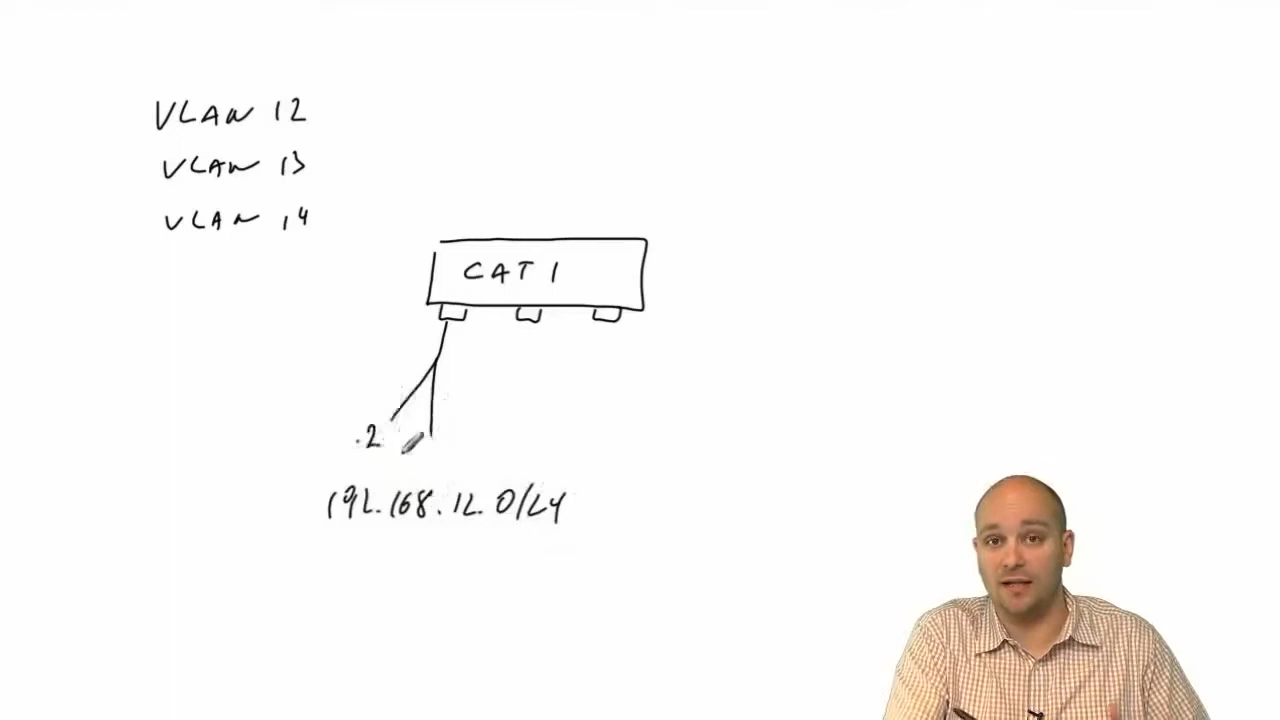 VLAN 12
VLAN 13
VLAN 14
CAT 1
.2
192.168.12.0/24